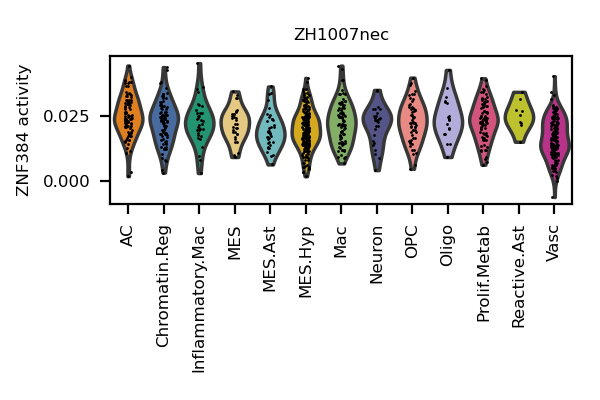 ZH1007nec
ZNF384 activity
0.025
0.000
AC
Chromatin.Reg
Inflammatory.Mac
MES
MES.Ast
MES.Hyp
Mac
Neuron
OPC
Oligo
Prolif.Metab
Reactive.Ast
Vasc